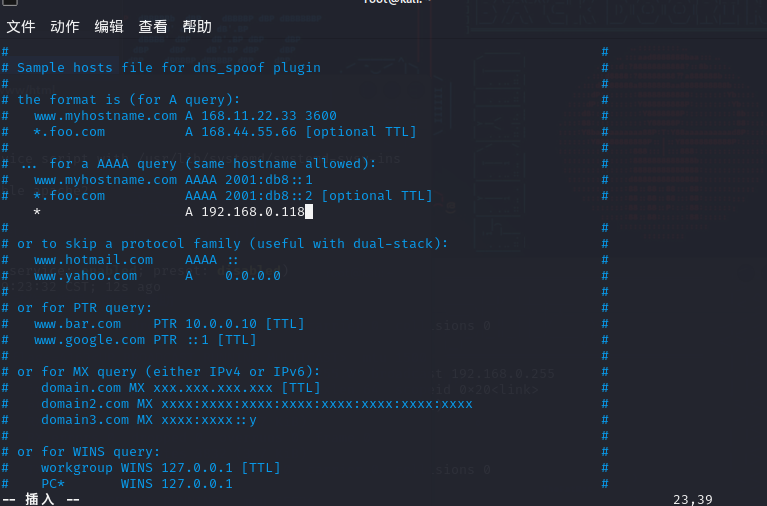 root@kali: ~
文件 动作 编辑 查看 帮助
# #
# Sample hosts file for dns_spoof plugin #
# #
# the format is (for A query): #
# www.myhostname.com A 168.11.22.33 3600 #
# *.foo.com A 168.44.55.66 [optional TTL] #
# #
# ... for a AAAA query (same hostname allowed): #
# www.myhostname.com AAAA 2001:db8::1 #
# *.foo.com AAAA 2001:db8::2 [optional TTL] #
* A 192.168.0.118
# #
# or to skip a protocol family (useful with dual-stack): #
# www.hotmail.com AAAA :: #
# www.yahoo.com A 0.0.0.0 #
# #
# or for PTR query: #
# www.bar.com PTR 10.0.0.10 [TTL] #
# www.google.com PTR ::1 [TTL] #
# #
# or for MX query (either IPv4 or IPv6): #
# domain.com MX xxx.xxx.xxx.xxx [TTL] #
# domain2.com MX xxxx:xxxx:xxxx:xxxx:xxxx:xxxx:xxxx:xxxx #
# domain3.com MX xxxx:xxxx::y #
# #
# or for WINS query: #
# workgroup WINS 127.0.0.1 [TTL] #
# PC* WINS 127.0.0.1 #
-- 插入 -- 23,39